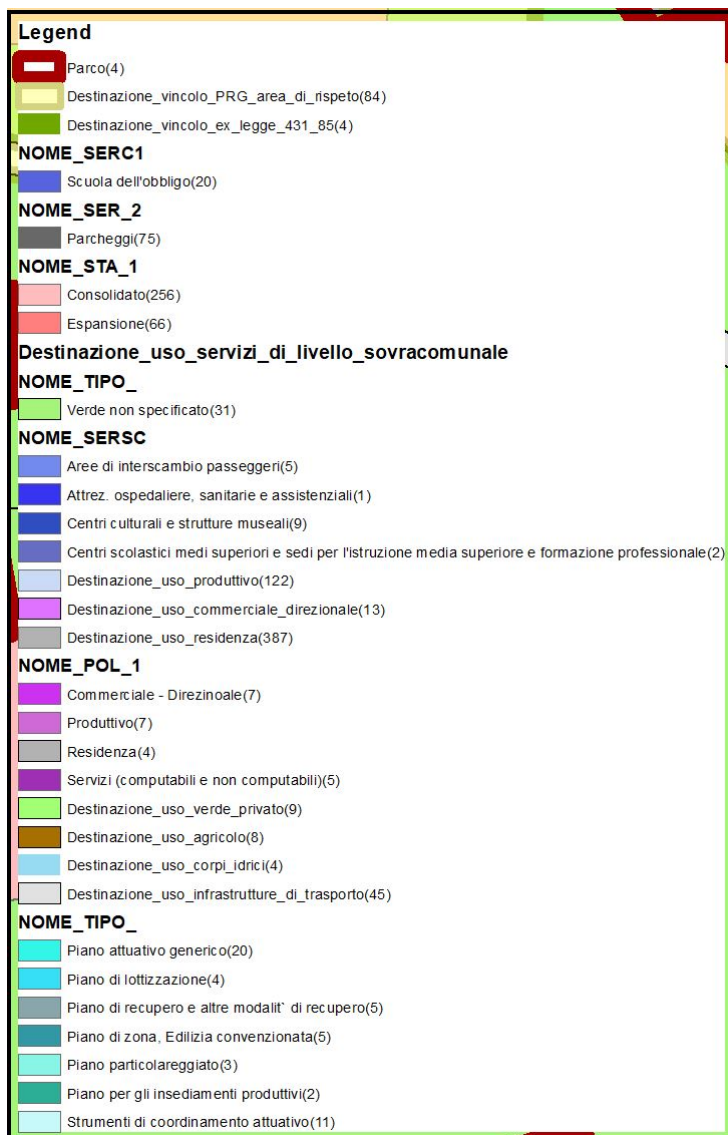 Legend
Parco(4)
Destinazione_vincolo_PRG_area_di_rispeto(84)
Destinazione_vincolo_ex_legge_431_85(4)
NOME_SERC1
Scuola dell'obbligo(20)
NOME_SER_2
Parcheggi(75)
NOME_STA_1
Consolidato(256)
Espansione(66)
Destinazione_uso_servizi_di_livello_sovracomunale
NOME_TIPO_
Verde non specificato(31)
NOME_SERSC
Aree di interscambio passeggeri(5)
Attrez. ospedaliere, sanitarie e assistenziali(1)
Centri culturali e strutture museali(9)
Centri scolastici medi superiori e sedi per l'istruzione media superiore e formazione professionale(2)
Destinazione_uso_produttivo(122)
Destinazione_uso_commerciale_direzionale(13)
Destinazione_uso_residenza(387)
NOME_POL_1
Commerciale - Direzinoale(7)
Produttivo(7)
Residenza(4)
Servizi (computabili e non computabili)(5)
Destinazione_uso_verde_privato(9)
Destinazione_uso_agricolo(8)
Destinazione_uso_corpi_idrici(4)
Destinazione_uso_infrastrutture_di_trasporto(45)
NOME_TIPO_
Piano attuativo generico(20)
Piano di lottizzazione(4)
Piano di recupero e altre modalit` di recupero(5)
Piano di zona, Edilizia convenzionata(5)
Piano particolareggiato(3)
Piano per gli insediamenti produttivi(2)
Strumenti di coordinamento attuativo(11)